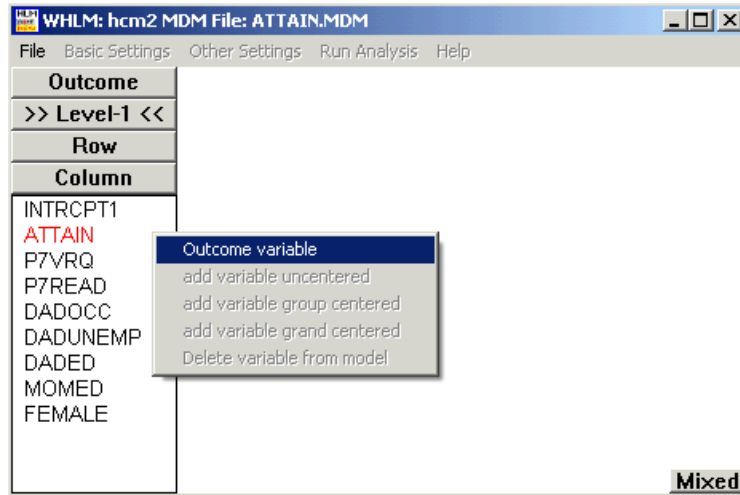 WHLM: hcm2 MDM File: ATTAIN.MDM
File Basic Settings Other Settings Run Analysis Help
Outcome
>> Level-1 <<
Row
Column
INTRCPT1
ATTAIN
P7VRQ
P7READ
DADOCC
DADUNEMP
DADED
MOMED
FEMALE
Outcome variable
add variable uncentered
add variable group centered
add variable grand centered
Delete variable from model
Mixed